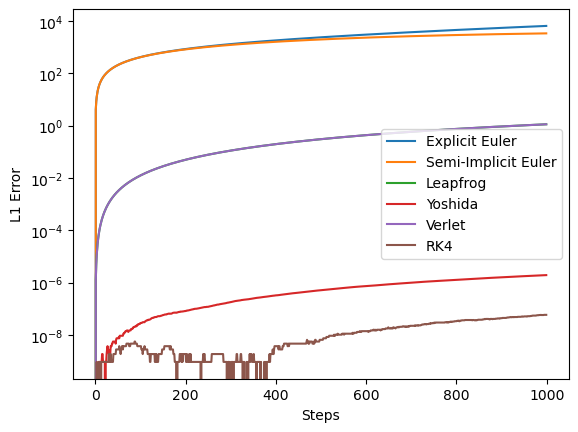 10^4
10^2
10^0
10^-2
10^-4
10^-6
10^-8
L1 Error
Explicit Euler
Semi-Implicit Euler
Leapfrog
Yoshida
Verlet
RK4
0
200
400
600
800
1000
Steps